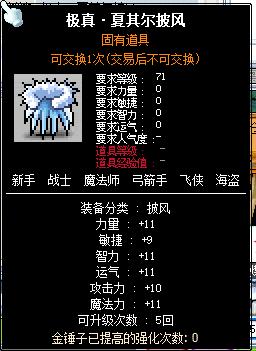 极真·夏其尔披风
固有道具
可交换1次(交易后不可交换)
要求等级 : 71
要求力量 : 0
要求敏捷 : 0
要求智力 : 0
要求运气 : 0
要求人气度 : -
道具等级 : -
道具经验值 : -
新手 战士 魔法师 弓箭手 飞侠 海盗
装备分类 : 披风
力量 : +11
敏捷 : +9
智力 : +11
运气 : +11
攻击力 : +10
魔法力 : +11
可升级次数 : 5回
金锤子已提高的强化次数: 0